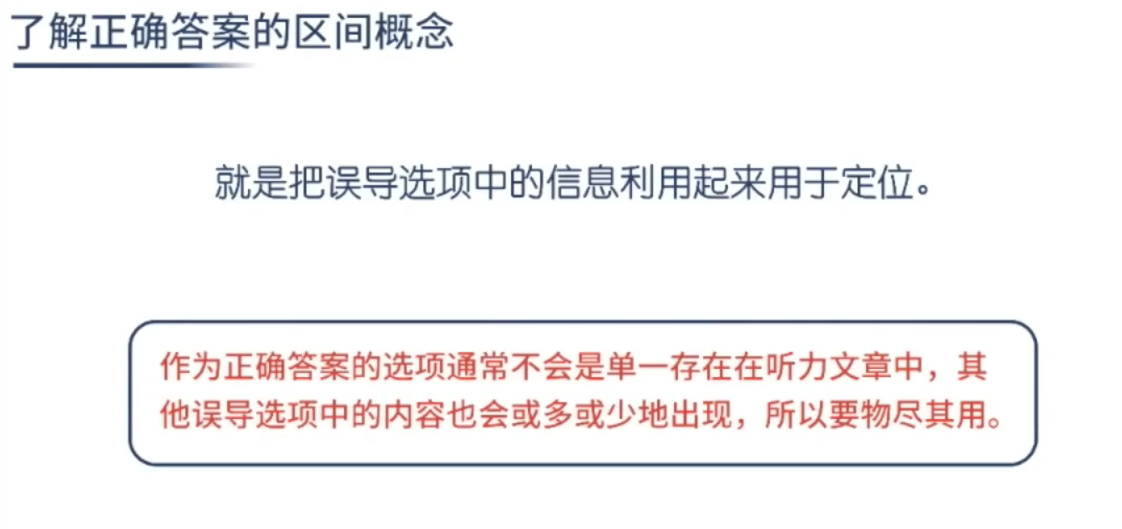 了解正确答案的区间概念
就是把误导选项中的信息利用起来用于定位。
作为正确答案的选项通常不会是单一存在在听力文章中，其
他误导选项中的内容也会或多或少地出现，所以要物尽其用。